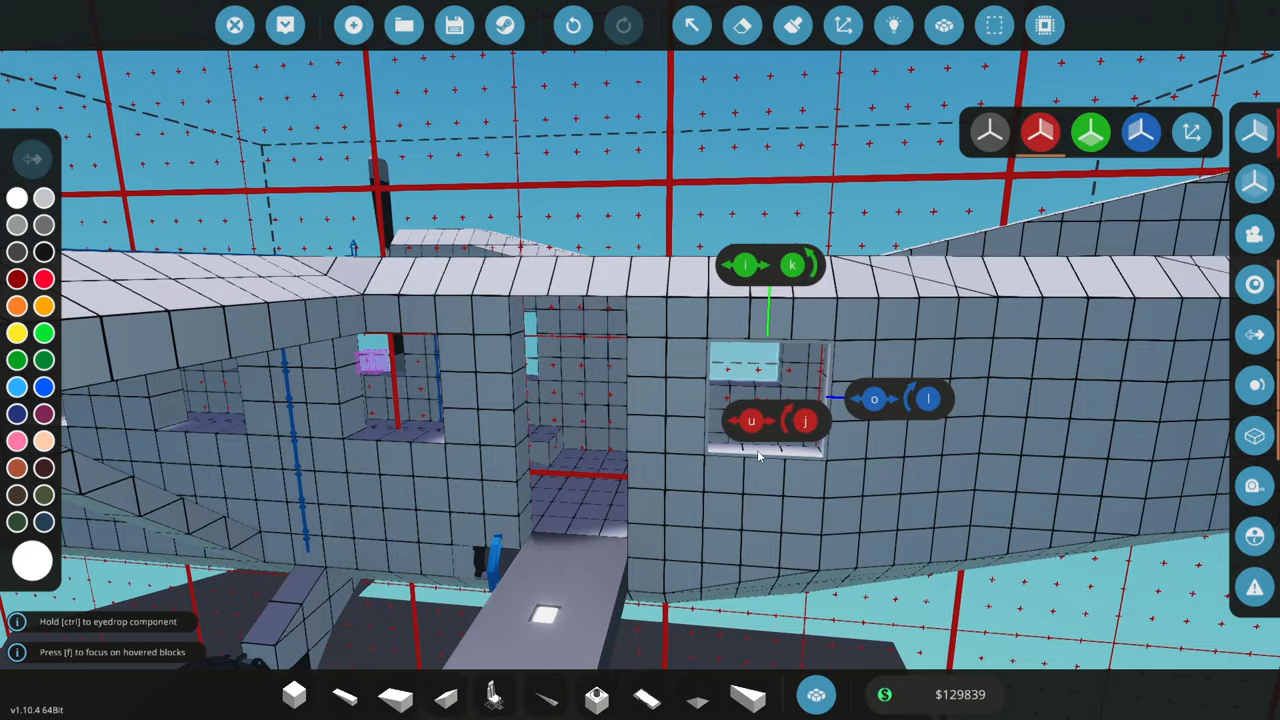 i k
o l
u j
Hold [ctrl] to eyedrop component
Press [f] to focus on hovered blocks
$ $129839
v1.10.4 64Bit